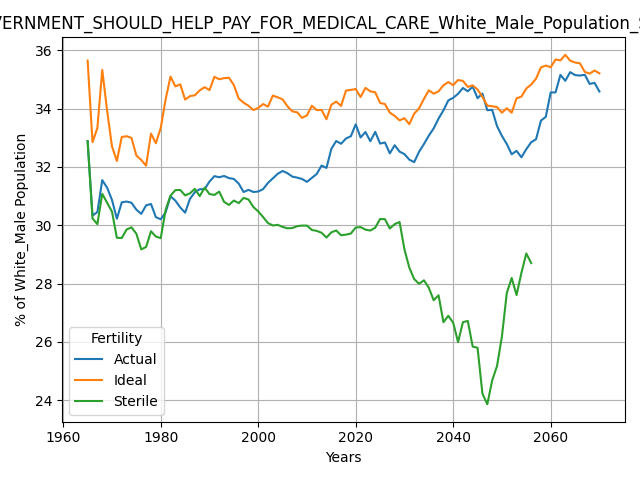 VERNMENT_SHOULD_HELP_PAY_FOR_MEDICAL_CARE_White_Male_Population_
36
34
32
30
28
26
24
% of White_Male Population
Fertility
Actual
Ideal
Sterile
1960
1980
2000
2020
2040
2060
Years